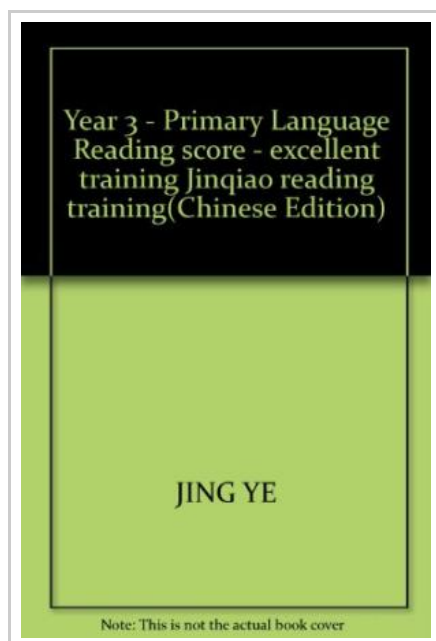 Year 3 - Primary Language
Reading score - excellent
training Jinqiao reading
training(Chinese Edition)
JING YE
Note: This is not the actual book cover